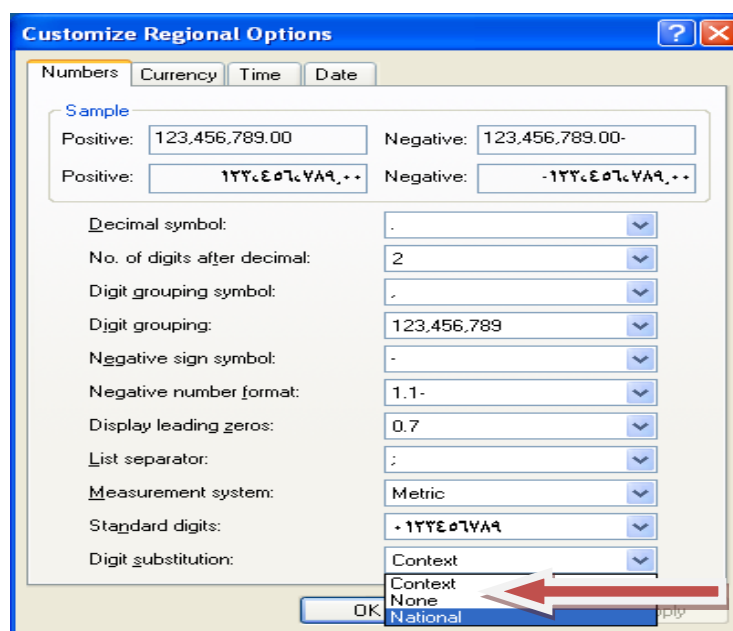 Customize Regional Options
Numbers Currency Time Date
Sample
Positive: 123,456,789.00 Negative: 123,456,789.00-
Positive: ١٢٣،٤٥٦،٧٨٩٫٠٠ Negative: -١٢٣،٤٥٦،٧٨٩٫٠٠
Decimal symbol: .
No. of digits after decimal: 2
Digit grouping symbol: ,
Digit grouping: 123,456,789
Negative sign symbol: -
Negative number format: 1.1-
Display leading zeros: 0.7
List separator: ;
Measurement system: Metric
Standard digits: ٠١٢٣٤٥٦٧٨٩
Digit substitution: Context
Context
None
OK National